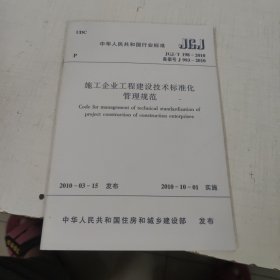 UDC
中华人民共和国行业标准
JGJ
P
JGJ/T 198-2010
备案号 J 993-2010
施工企业工程建设技术标准化
管理规范
Code for management of technical standardization of
project construction of construction enterprises
2010-03-15 发布
2010-10-01 实施
中华人民共和国住房和城乡建设部 发布